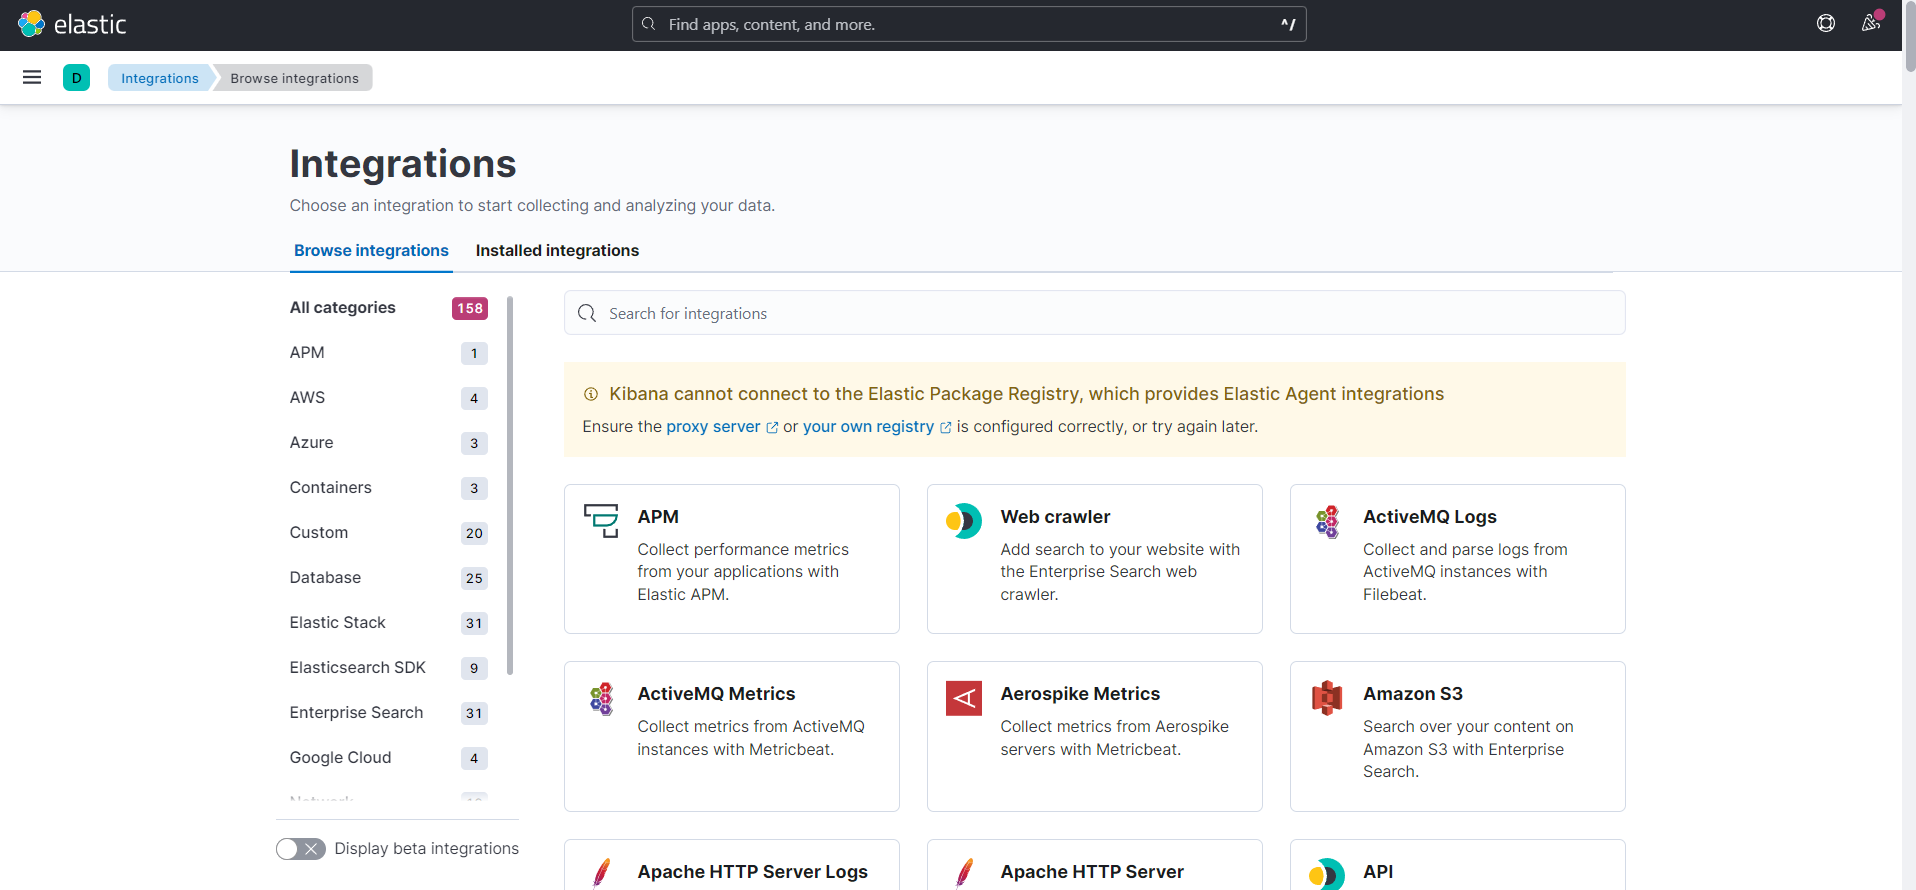 elastic
Find apps, content, and more.
^/
D
Integrations
Browse integrations
Integrations
Choose an integration to start collecting and analyzing your data.
Browse integrations
Installed integrations
All categories 158
APM 1
AWS 4
Azure 3
Containers 3
Custom 20
Database 25
Elastic Stack 31
Elasticsearch SDK 9
Enterprise Search 31
Google Cloud 4
Network
Display beta integrations
Search for integrations
Kibana cannot connect to the Elastic Package Registry, which provides Elastic Agent integrations
Ensure the proxy server or your own registry is configured correctly, or try again later.
APM
Collect performance metrics
from your applications with
Elastic APM.
Web crawler
Add search to your website with
the Enterprise Search web
crawler.
ActiveMQ Logs
Collect and parse logs from
ActiveMQ instances with
Filebeat.
ActiveMQ Metrics
Collect metrics from ActiveMQ
instances with Metricbeat.
Aerospike Metrics
Collect metrics from Aerospike
servers with Metricbeat.
Amazon S3
Search over your content on
Amazon S3 with Enterprise
Search.
Apache HTTP Server Logs
Apache HTTP Server
API